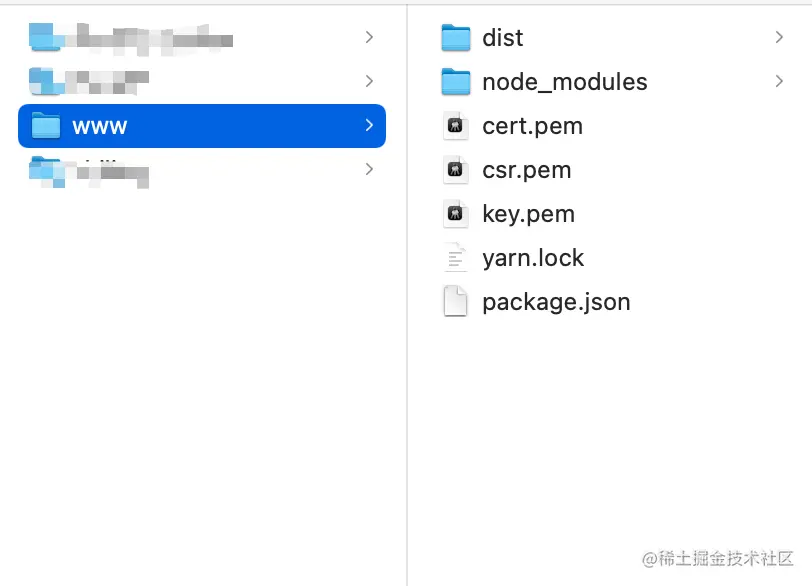 www
dist
node_modules
cert.pem
csr.pem
key.pem
yarn.lock
package.json
@稀土掘金技术社区